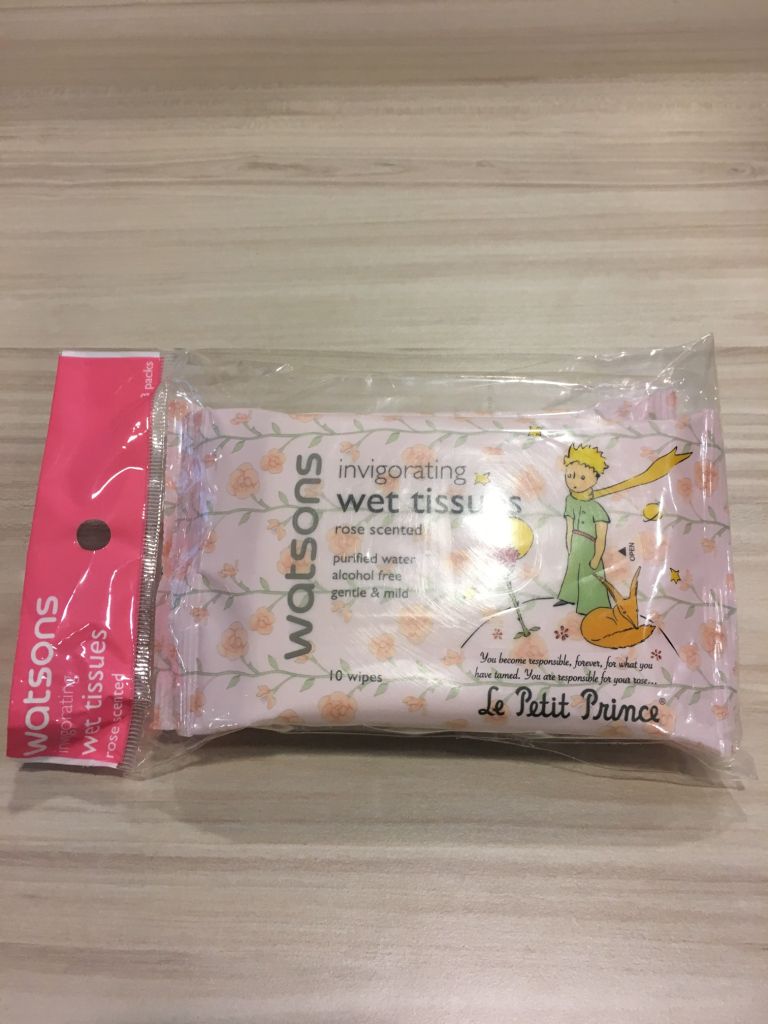 watsons
invigorating
wet tissues
rose scented
packs
watsons
invigorating
wet tissues
rose scented
purified water
alcohol free
gentle & mild
10 wipes
OPEN
You become responsible, forever, for what you
have tamed. You are responsible for your rose...
Le Petit Prince®